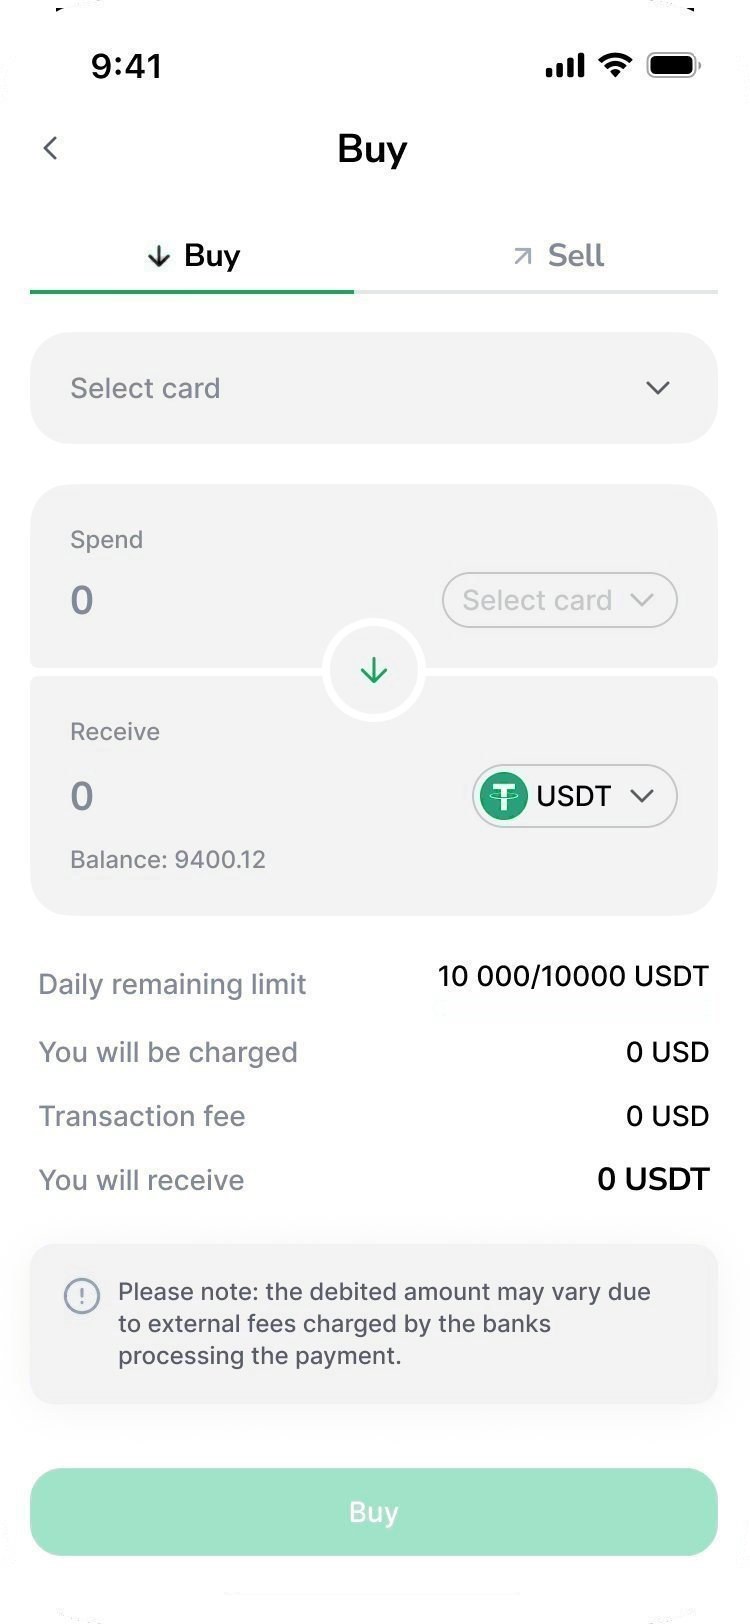 9:41
Buy
Buy
Sell
Select card
Spend
0
Select card
Receive
0
USDT
Balance: 9400.12
Daily remaining limit
10 000/10000 USDT
You will be charged
0 USD
Transaction fee
0 USD
You will receive
0 USDT
Please note: the debited amount may vary due
to external fees charged by the banks
processing the payment.
Buy